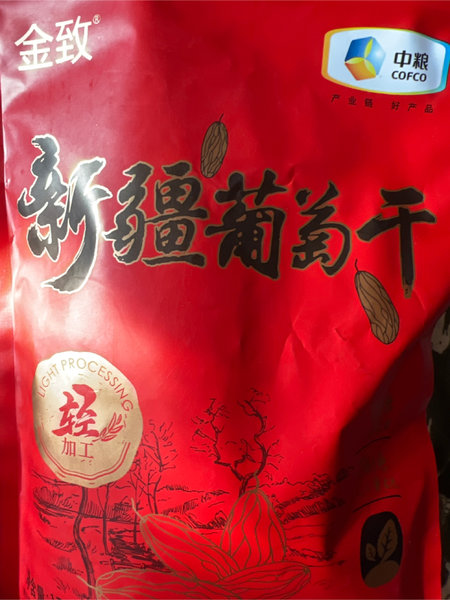 金致®
中粮
COFCO
产业链 好产品
新疆葡萄干
LIGHT PROCESSING
轻
加工